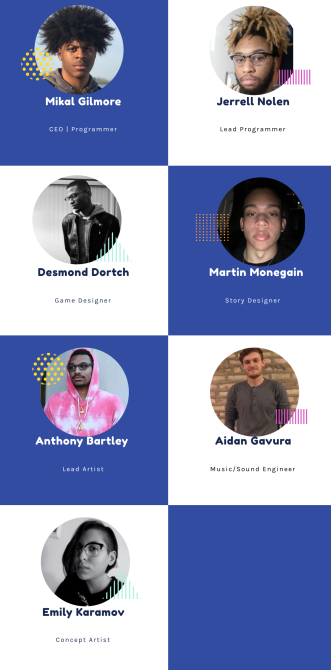 Mikal Gilmore
CEO | Programmer
Jerrell Nolen
Lead Programmer
Desmond Dortch
Game Designer
Martin Monegain
Story Designer
Anthony Bartley
Lead Artist
Aidan Gavura
Music/Sound Engineer
Emily Karamov
Concept Artist